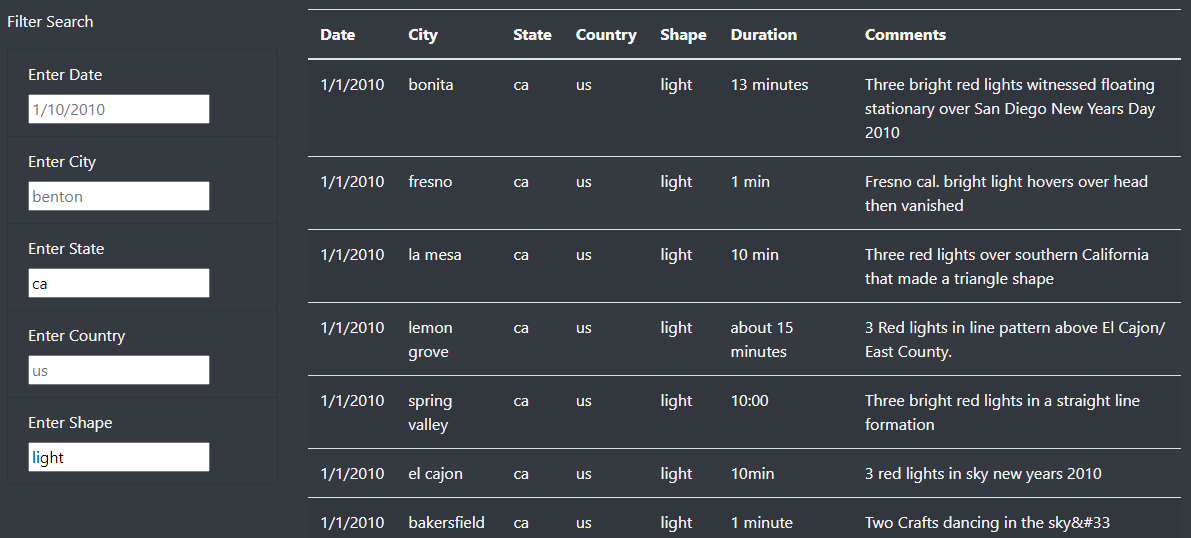 Filter Search
Enter Date
1/10/2010
Enter City
benton
Enter State
ca
Enter Country
us
Enter Shape
light
Date City State Country Shape Duration Comments
1/1/2010 bonita ca us light 13 minutes Three bright red lights witnessed floating
stationary over San Diego New Years Day
2010
1/1/2010 fresno ca us light 1 min Fresno cal. bright light hovers over head
then vanished
1/1/2010 la mesa ca us light 10 min Three red lights over southern California
that made a triangle shape
1/1/2010 lemon ca us light about 15 3 Red lights in line pattern above El Cajon/
grove minutes East County.
1/1/2010 spring ca us light 10:00 Three bright red lights in a straight line
valley formation
1/1/2010 el cajon ca us light 10min 3 red lights in sky new years 2010
1/1/2010 bakersfield ca us light 1 minute Two Crafts dancing in the sky&#33